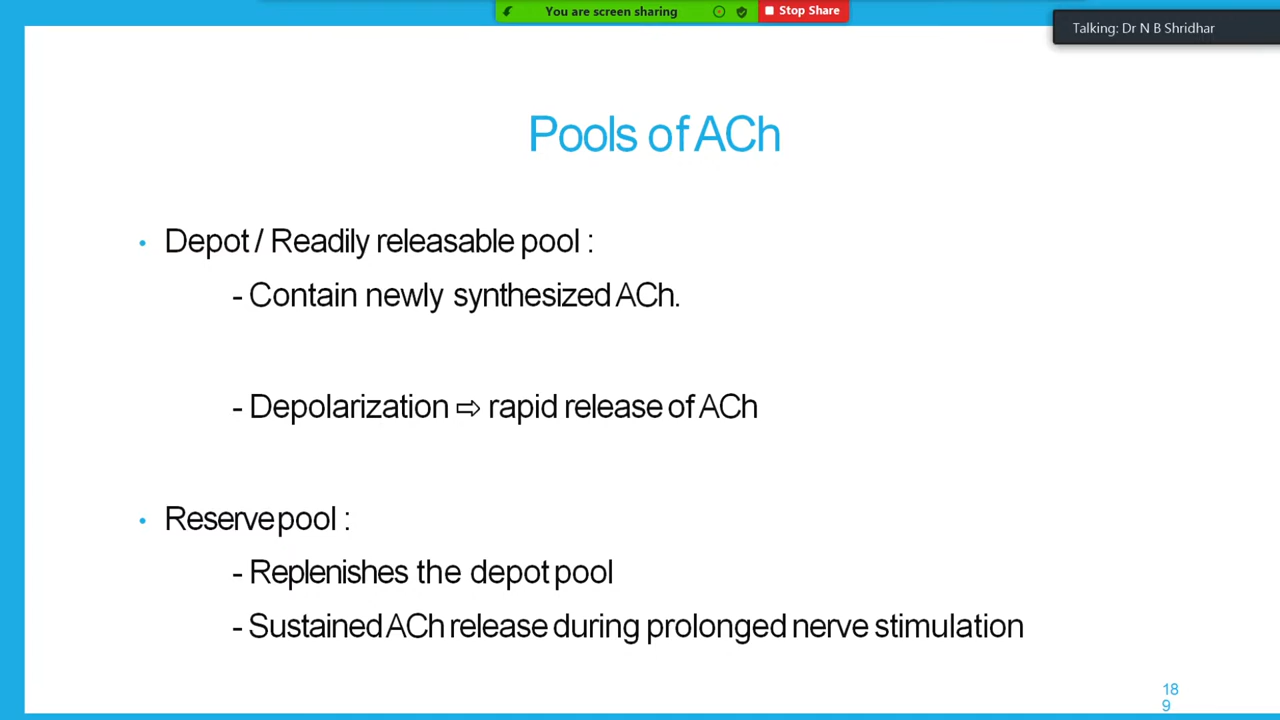 You are screen sharing
Stop Share
Talking: Dr N B Shridhar
Pools of ACh
• Depot / Readily releasable pool :
- Contain newly synthesized ACh.
- Depolarization ⇨ rapid release of ACh
• Reserve pool :
- Replenishes the depot pool
- Sustained ACh release during prolonged nerve stimulation
18
9